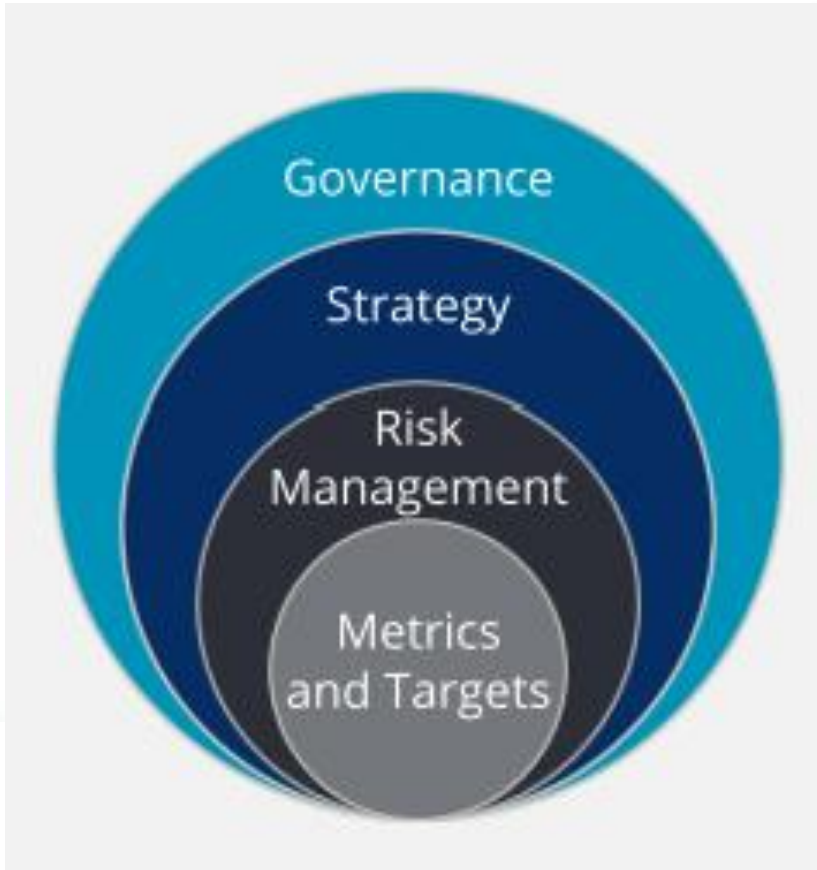 Governance
Strategy
Risk
Management
Metrics
and Targets